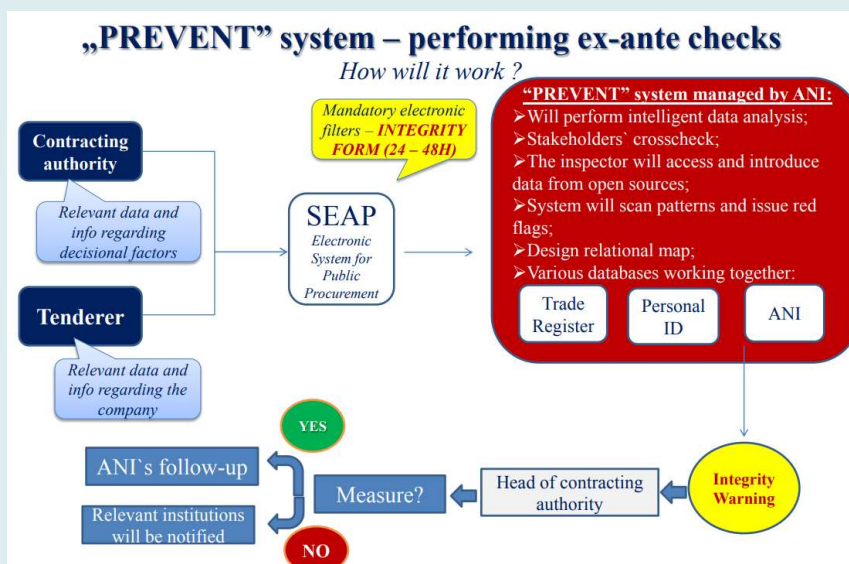 „PREVENT” system – performing ex-ante checks
How will it work ?
Contracting
authority
Relevant data and
info regarding
decisional factors
Tenderer
Relevant data and
info regarding the
company
Mandatory electronic
filters – INTEGRITY
FORM (24 – 48H)
SEAP
Electronic
System for
Public
Procurement
“PREVENT” system managed by ANI:
➢Will perform intelligent data analysis;
➢Stakeholders` crosscheck;
➢The inspector will access and introduce
data from open sources;
➢System will scan patterns and issue red
flags;
➢Design relational map;
➢Various databases working together:
Trade
Register
Personal
ID
ANI
Integrity
Warning
Head of contracting
authority
Measure?
YES
ANI`s follow-up
Relevant institutions
will be notified
NO